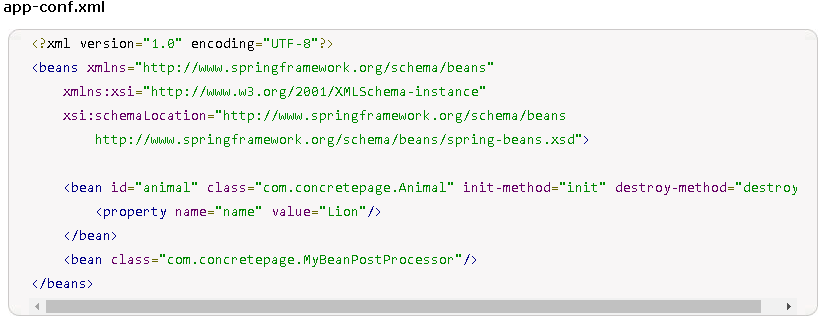 app-conf.xml
<?xml version="1.0" encoding="UTF-8"?>
<beans xmlns="http://www.springframework.org/schema/beans"
    xmlns:xsi="http://www.w3.org/2001/XMLSchema-instance"
    xsi:schemaLocation="http://www.springframework.org/schema/beans
        http://www.springframework.org/schema/beans/spring-beans.xsd">
    <bean id="animal" class="com.concretepage.Animal" init-method="init" destroy-method="destroy
        <property name="name" value="Lion"/>
    </bean>
    <bean class="com.concretepage.MyBeanPostProcessor"/>
</beans>